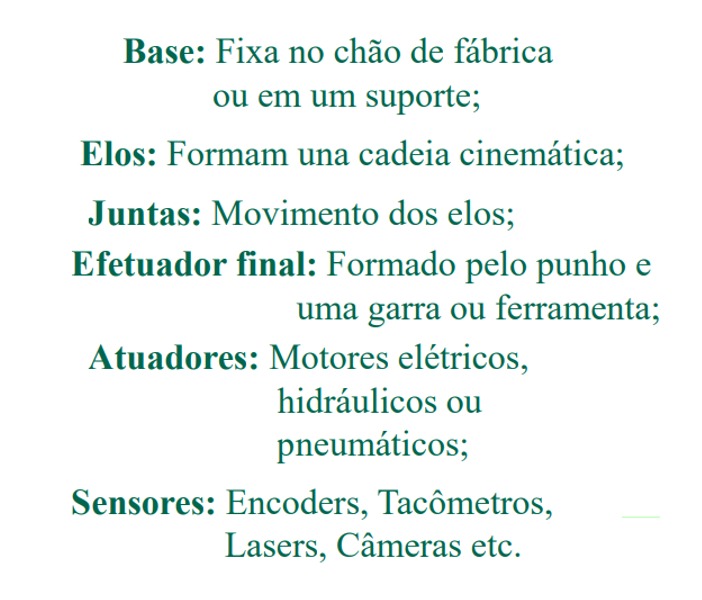 Base: Fixa no chão de fábrica
ou em um suporte;
Elos: Formam una cadeia cinemática;
Juntas: Movimento dos elos;
Efetuador final: Formado pelo punho e
uma garra ou ferramenta;
Atuadores: Motores elétricos,
hidráulicos ou
pneumáticos;
Sensores: Encoders, Tacômetros,
Lasers, Câmeras etc.